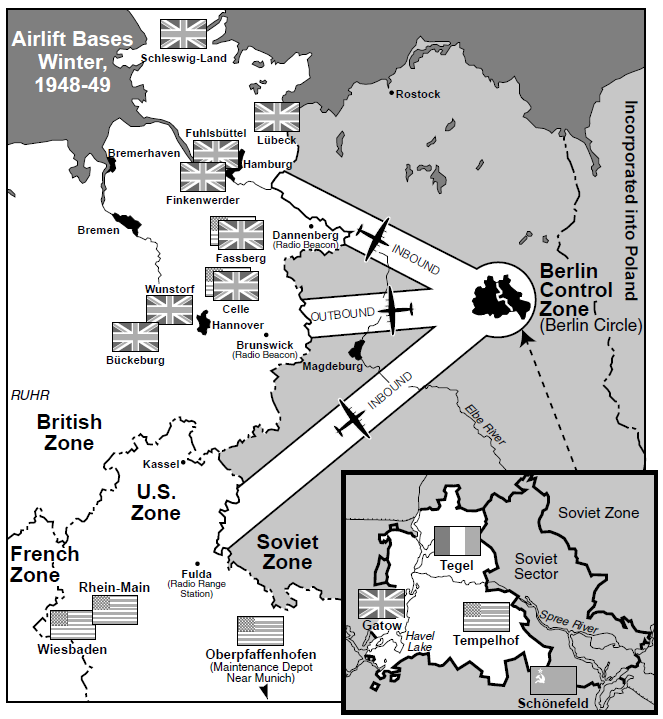 Airlift Bases
Winter,
1948-49
Schleswig-Land
Rostock
Lübeck
Fuhlsbüttel
Hamburg
Bremerhaven
Finkenwerder
Bremen
Dannenberg
(Radio Beacon)
Fassberg
INBOUND
Incorporated into Poland
Berlin
Control
Zone
(Berlin Circle)
Wunstorf
Celle
OUTBOUND
Hannover
Brunswick
(Radio Beacon)
Bückeburg
Magdeburg
INBOUND
RUHR
British
Zone
Elbe River
Kassel
U.S.
Zone
French
Zone
Soviet
Zone
Fulda
(Radio Range
Station)
Rhein-Main
Wiesbaden
Oberpfaffenhofen
(Maintenance Depot
Near Munich)
Soviet Zone
Soviet
Sector
Tegel
Gatow
Havel
Lake
Tempelhof
Spree River
Schönefeld